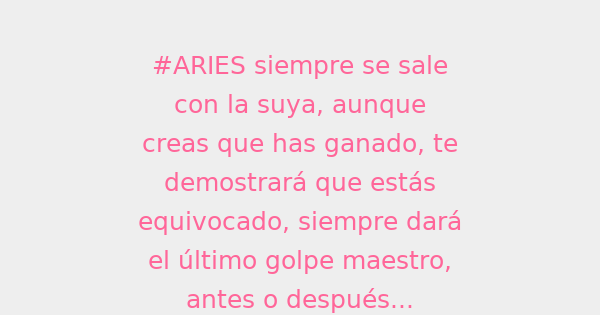 #ARIES siempre se sale
con la suya, aunque
creas que has ganado, te
demostrará que estás
equivocado, siempre dará
el último golpe maestro,
antes o después...